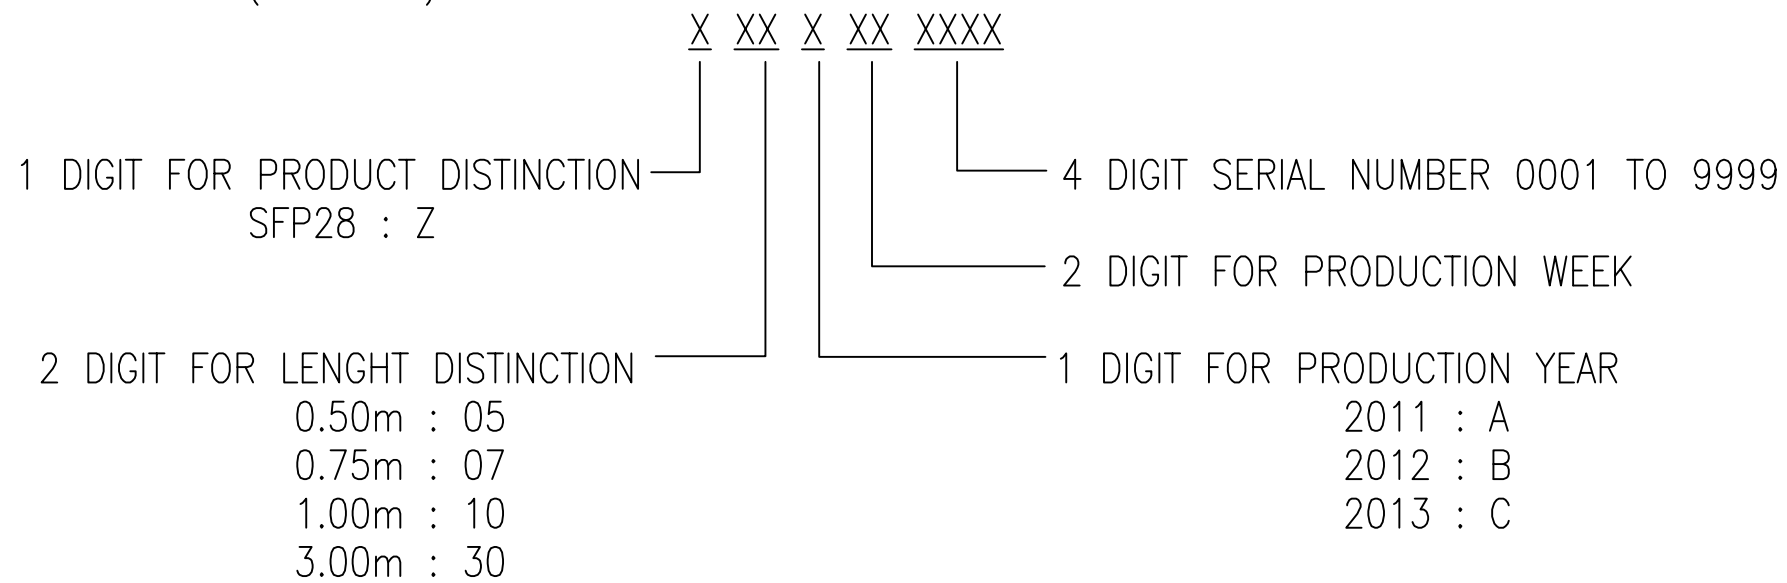 X XX X XX XXXX
1 DIGIT FOR PRODUCT DISTINCTION
SFP28 : Z
4 DIGIT SERIAL NUMBER 0001 TO 9999
2 DIGIT FOR PRODUCTION WEEK
2 DIGIT FOR LENGHT DISTINCTION
0.50m : 05
0.75m : 07
1.00m : 10
3.00m : 30
1 DIGIT FOR PRODUCTION YEAR
2011 : A
2012 : B
2013 : C